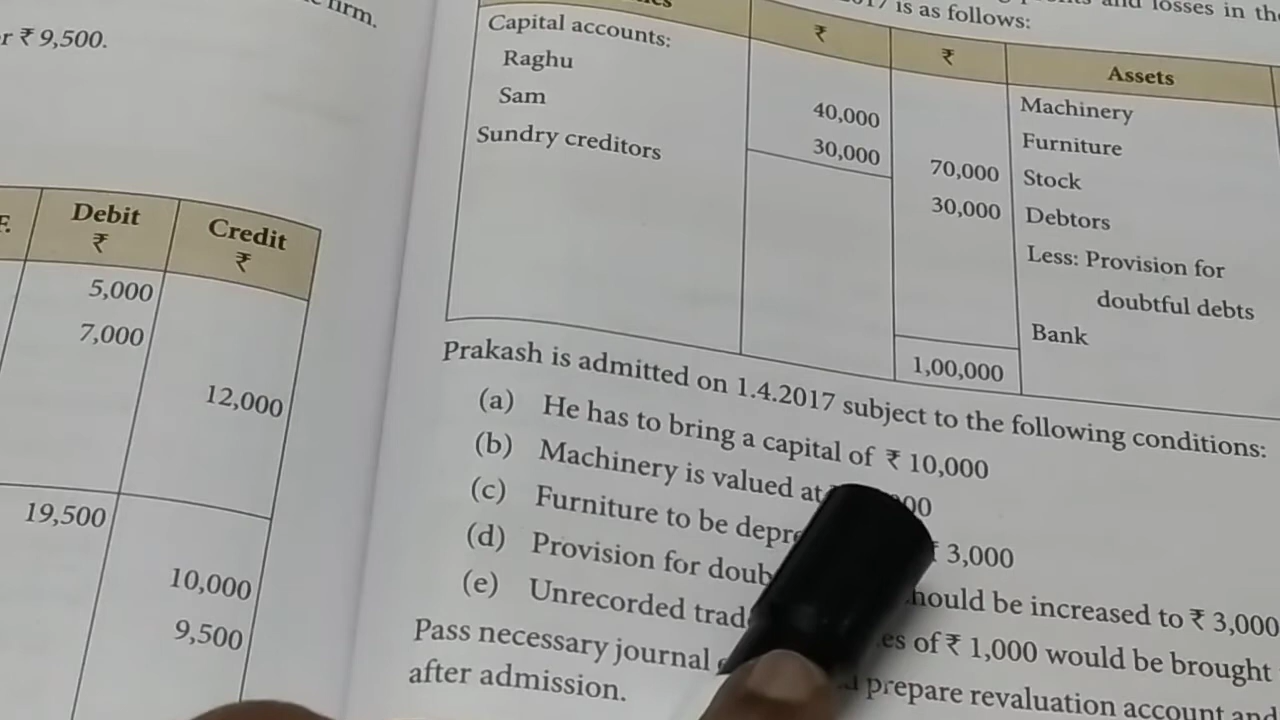 firm.
r ₹ 9,500.
F. Debit Credit
₹ ₹
5,000
7,000
12,000
19,500
10,000
9,500
losses in the
is as follows:
₹ ₹ Assets
Capital accounts: Machinery
Raghu 40,000 Furniture
Sam 30,000 70,000 Stock
Sundry creditors 30,000 Debtors
Less: Provision for
doubtful debts
1,00,000 Bank
Prakash is admitted on 1.4.2017 subject to the following conditions:
(a) He has to bring a capital of ₹ 10,000
(b) Machinery is valued at
(c) Furniture to be ₹ 3,000
(d) Provision for should be increased to ₹ 3,000
(e) Unrecorded of ₹ 1,000 would be brought
Pass necessary journal prepare revaluation account and
after admission.